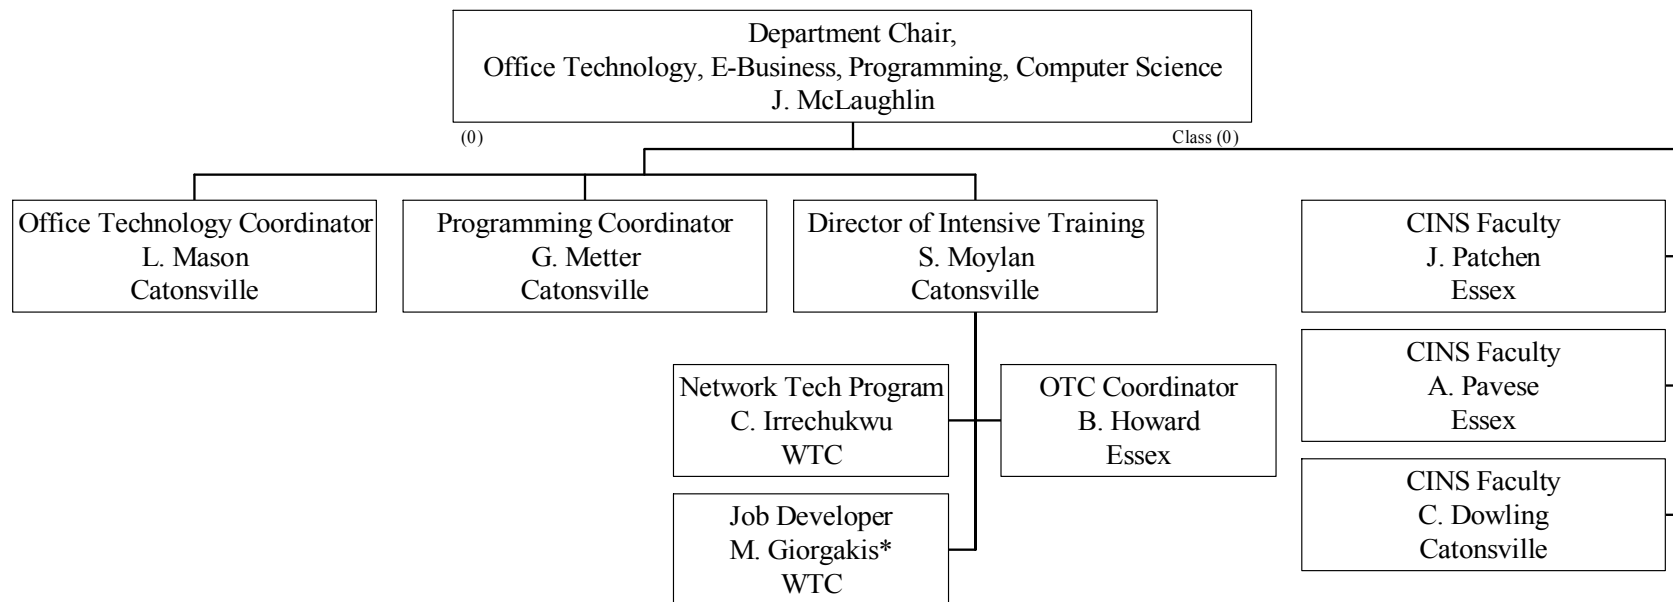 Department Chair,
Office Technology, E-Business, Programming, Computer Science
J. McLaughlin
(0)
Class (0)
Office Technology Coordinator
L. Mason
Catonsville
Programming Coordinator
G. Metter
Catonsville
Director of Intensive Training
S. Moylan
Catonsville
CINS Faculty
J. Patchen
Essex
Network Tech Program
C. Irrechukwu
WTC
OTC Coordinator
B. Howard
Essex
CINS Faculty
A. Pavese
Essex
Job Developer
M. Giorgakis*
WTC
CINS Faculty
C. Dowling
Catonsville